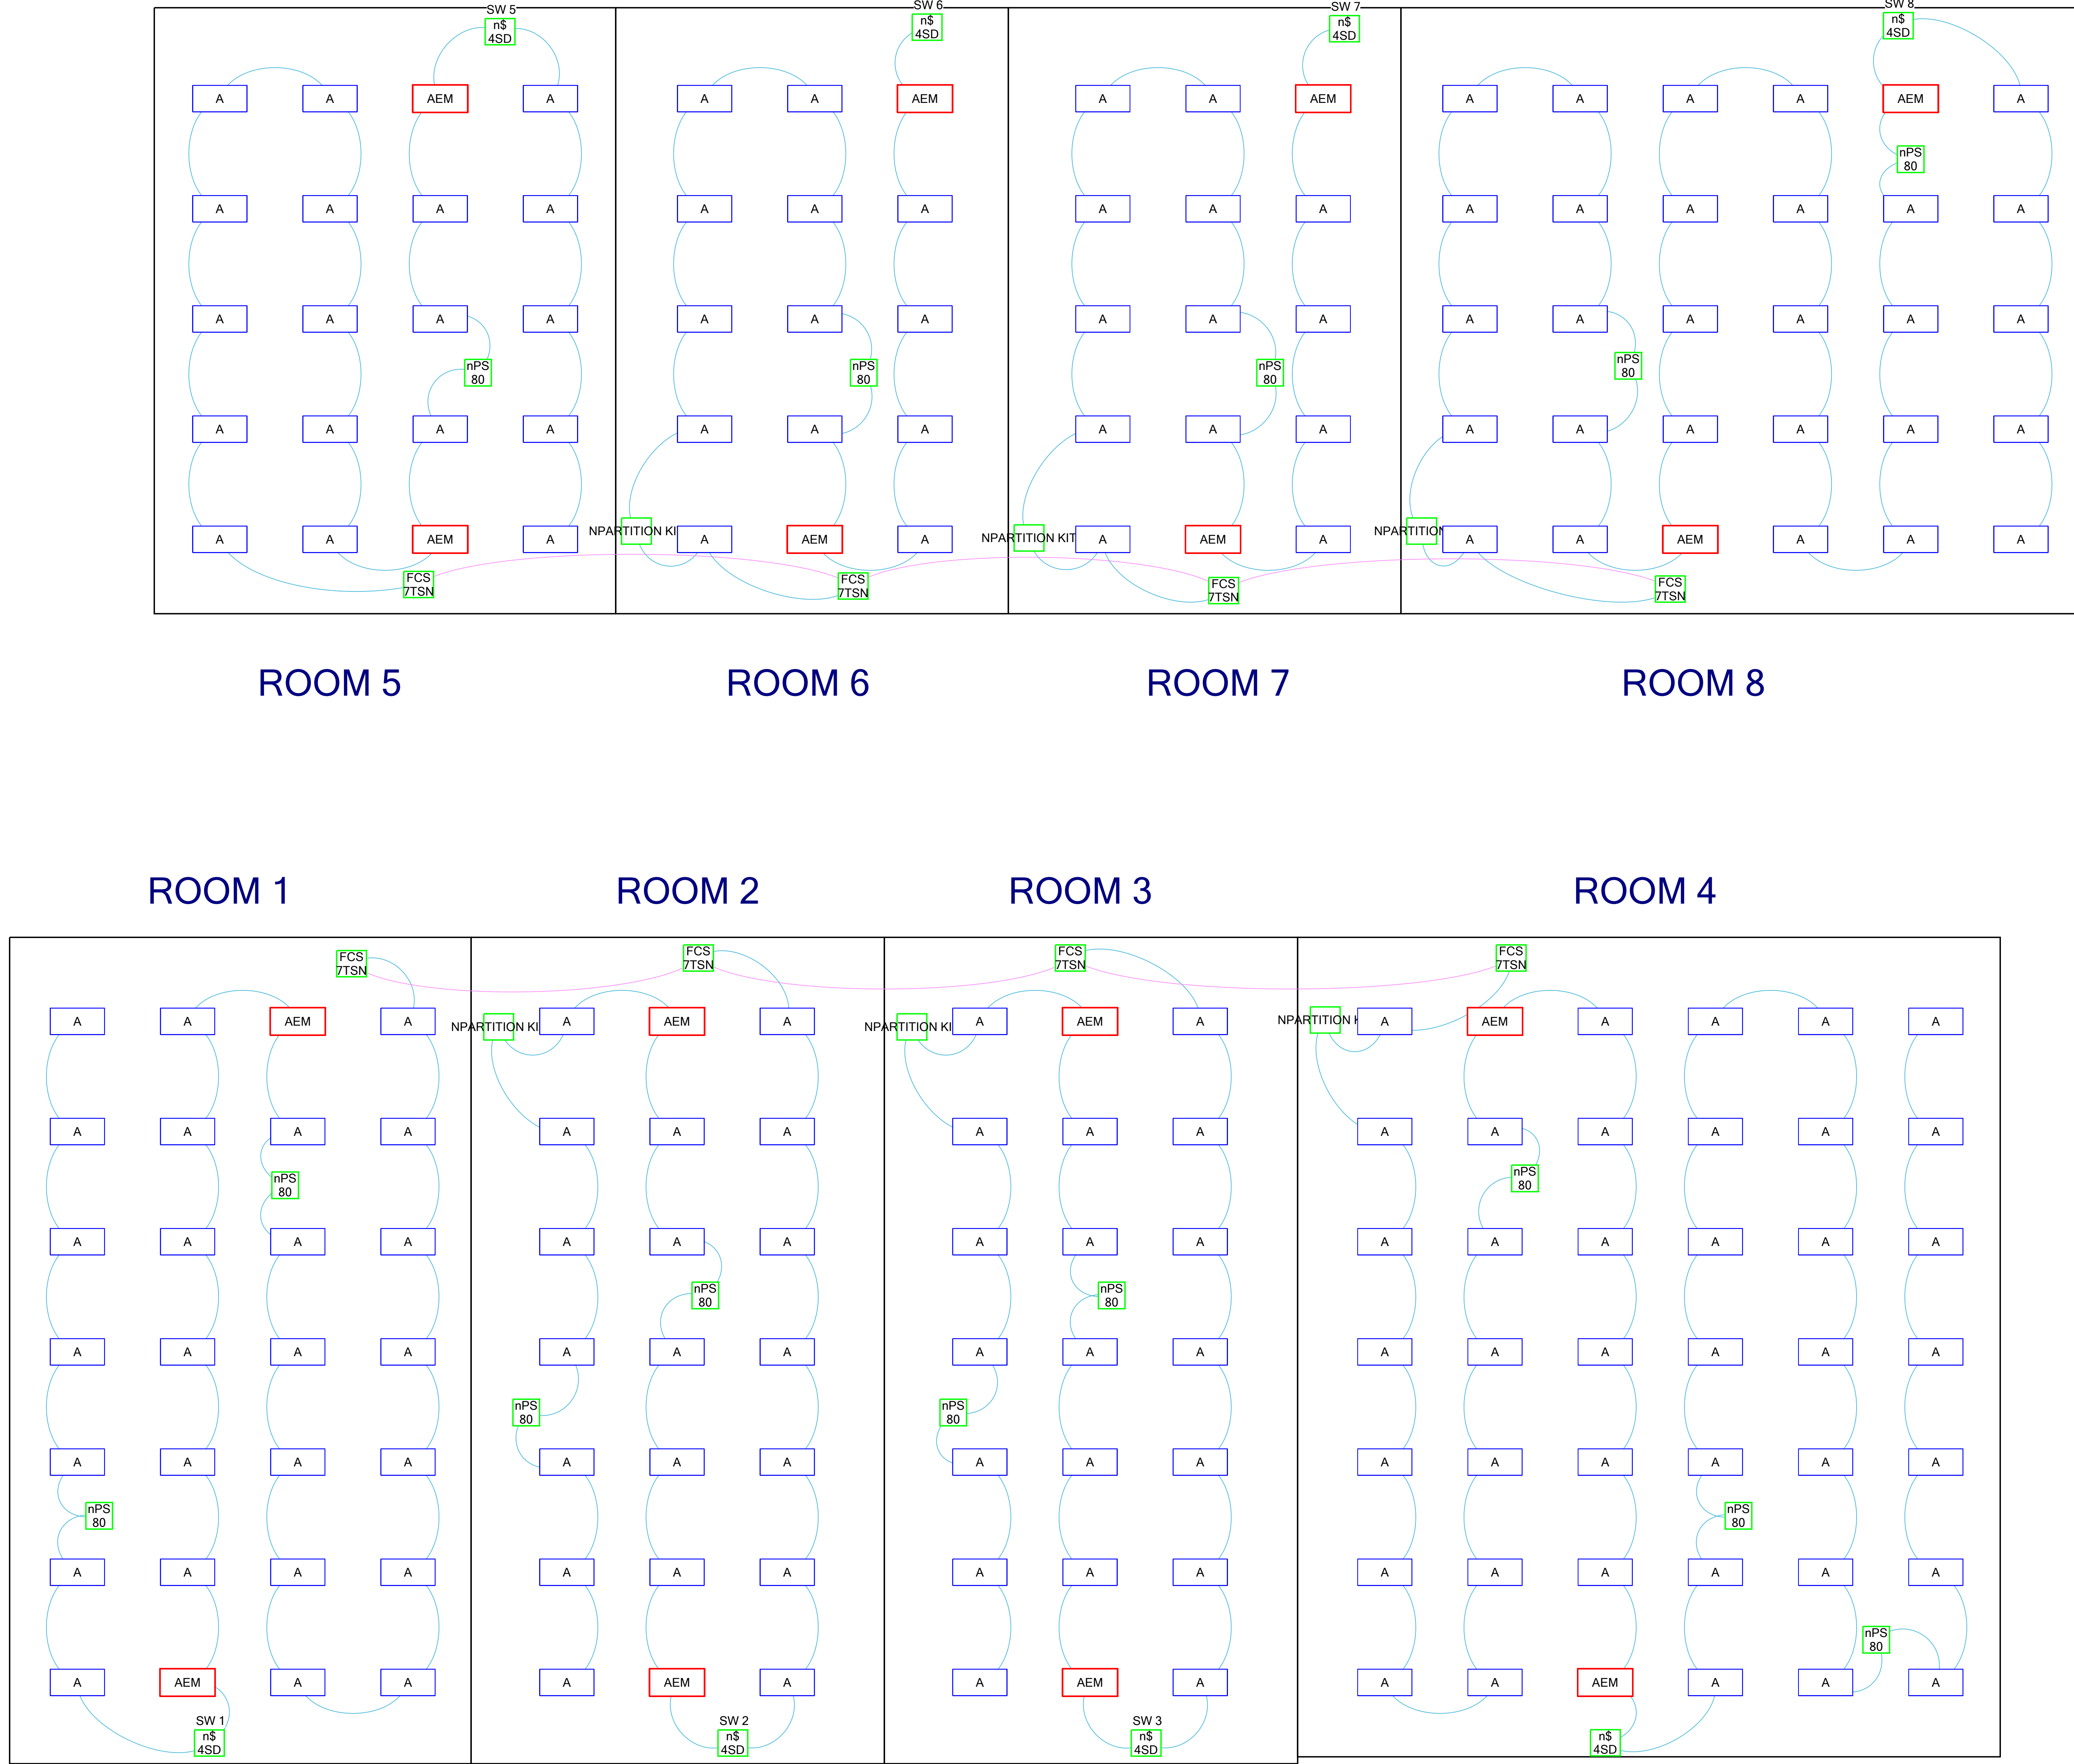 SW 5 SW 6 SW 7 SW 8
n$ n$ n$ n$
4SD 4SD 4SD 4SD
A A AEM A A A AEM A A AEM A A A A AEM A
nPS
80
A A A A A A A A A A A A A A A A
A A A A A A A A A A A A A A A A
nPS nPS nPS nPS
80 80 80 80
A A A A A A A A A A A A A A A A
A A AEM A NPARTITION KI A AEM A NPARTITION KIT A AEM A NPARTITION A A AEM A A A
FCS FCS FCS FCS
7TSN 7TSN 7TSN 7TSN
ROOM 5 ROOM 6 ROOM 7 ROOM 8
ROOM 1 ROOM 2 ROOM 3 ROOM 4
FCS FCS FCS FCS
7TSN 7TSN 7TSN 7TSN
A A AEM A NPARTITION KI A AEM A NPARTITION KI A AEM A NPARTITION K A AEM A A A A
A A A A A A A A A A A A A A A A
nPS nPS
80 80
A A A A A A A A A A A A A A A A
nPS nPS
80 80
A A A A A A A A A A A A A A A A
nPS nPS
80 80
A A A A A A A A A A A A A A A A
nPS nPS
80 80
A A A A A A A A A A A A A A A A
nPS
80
A AEM A A A AEM A A AEM A A A AEM A A A
SW 1 SW 2 SW 3
n$ n$ n$ n$
4SD 4SD 4SD 4SD